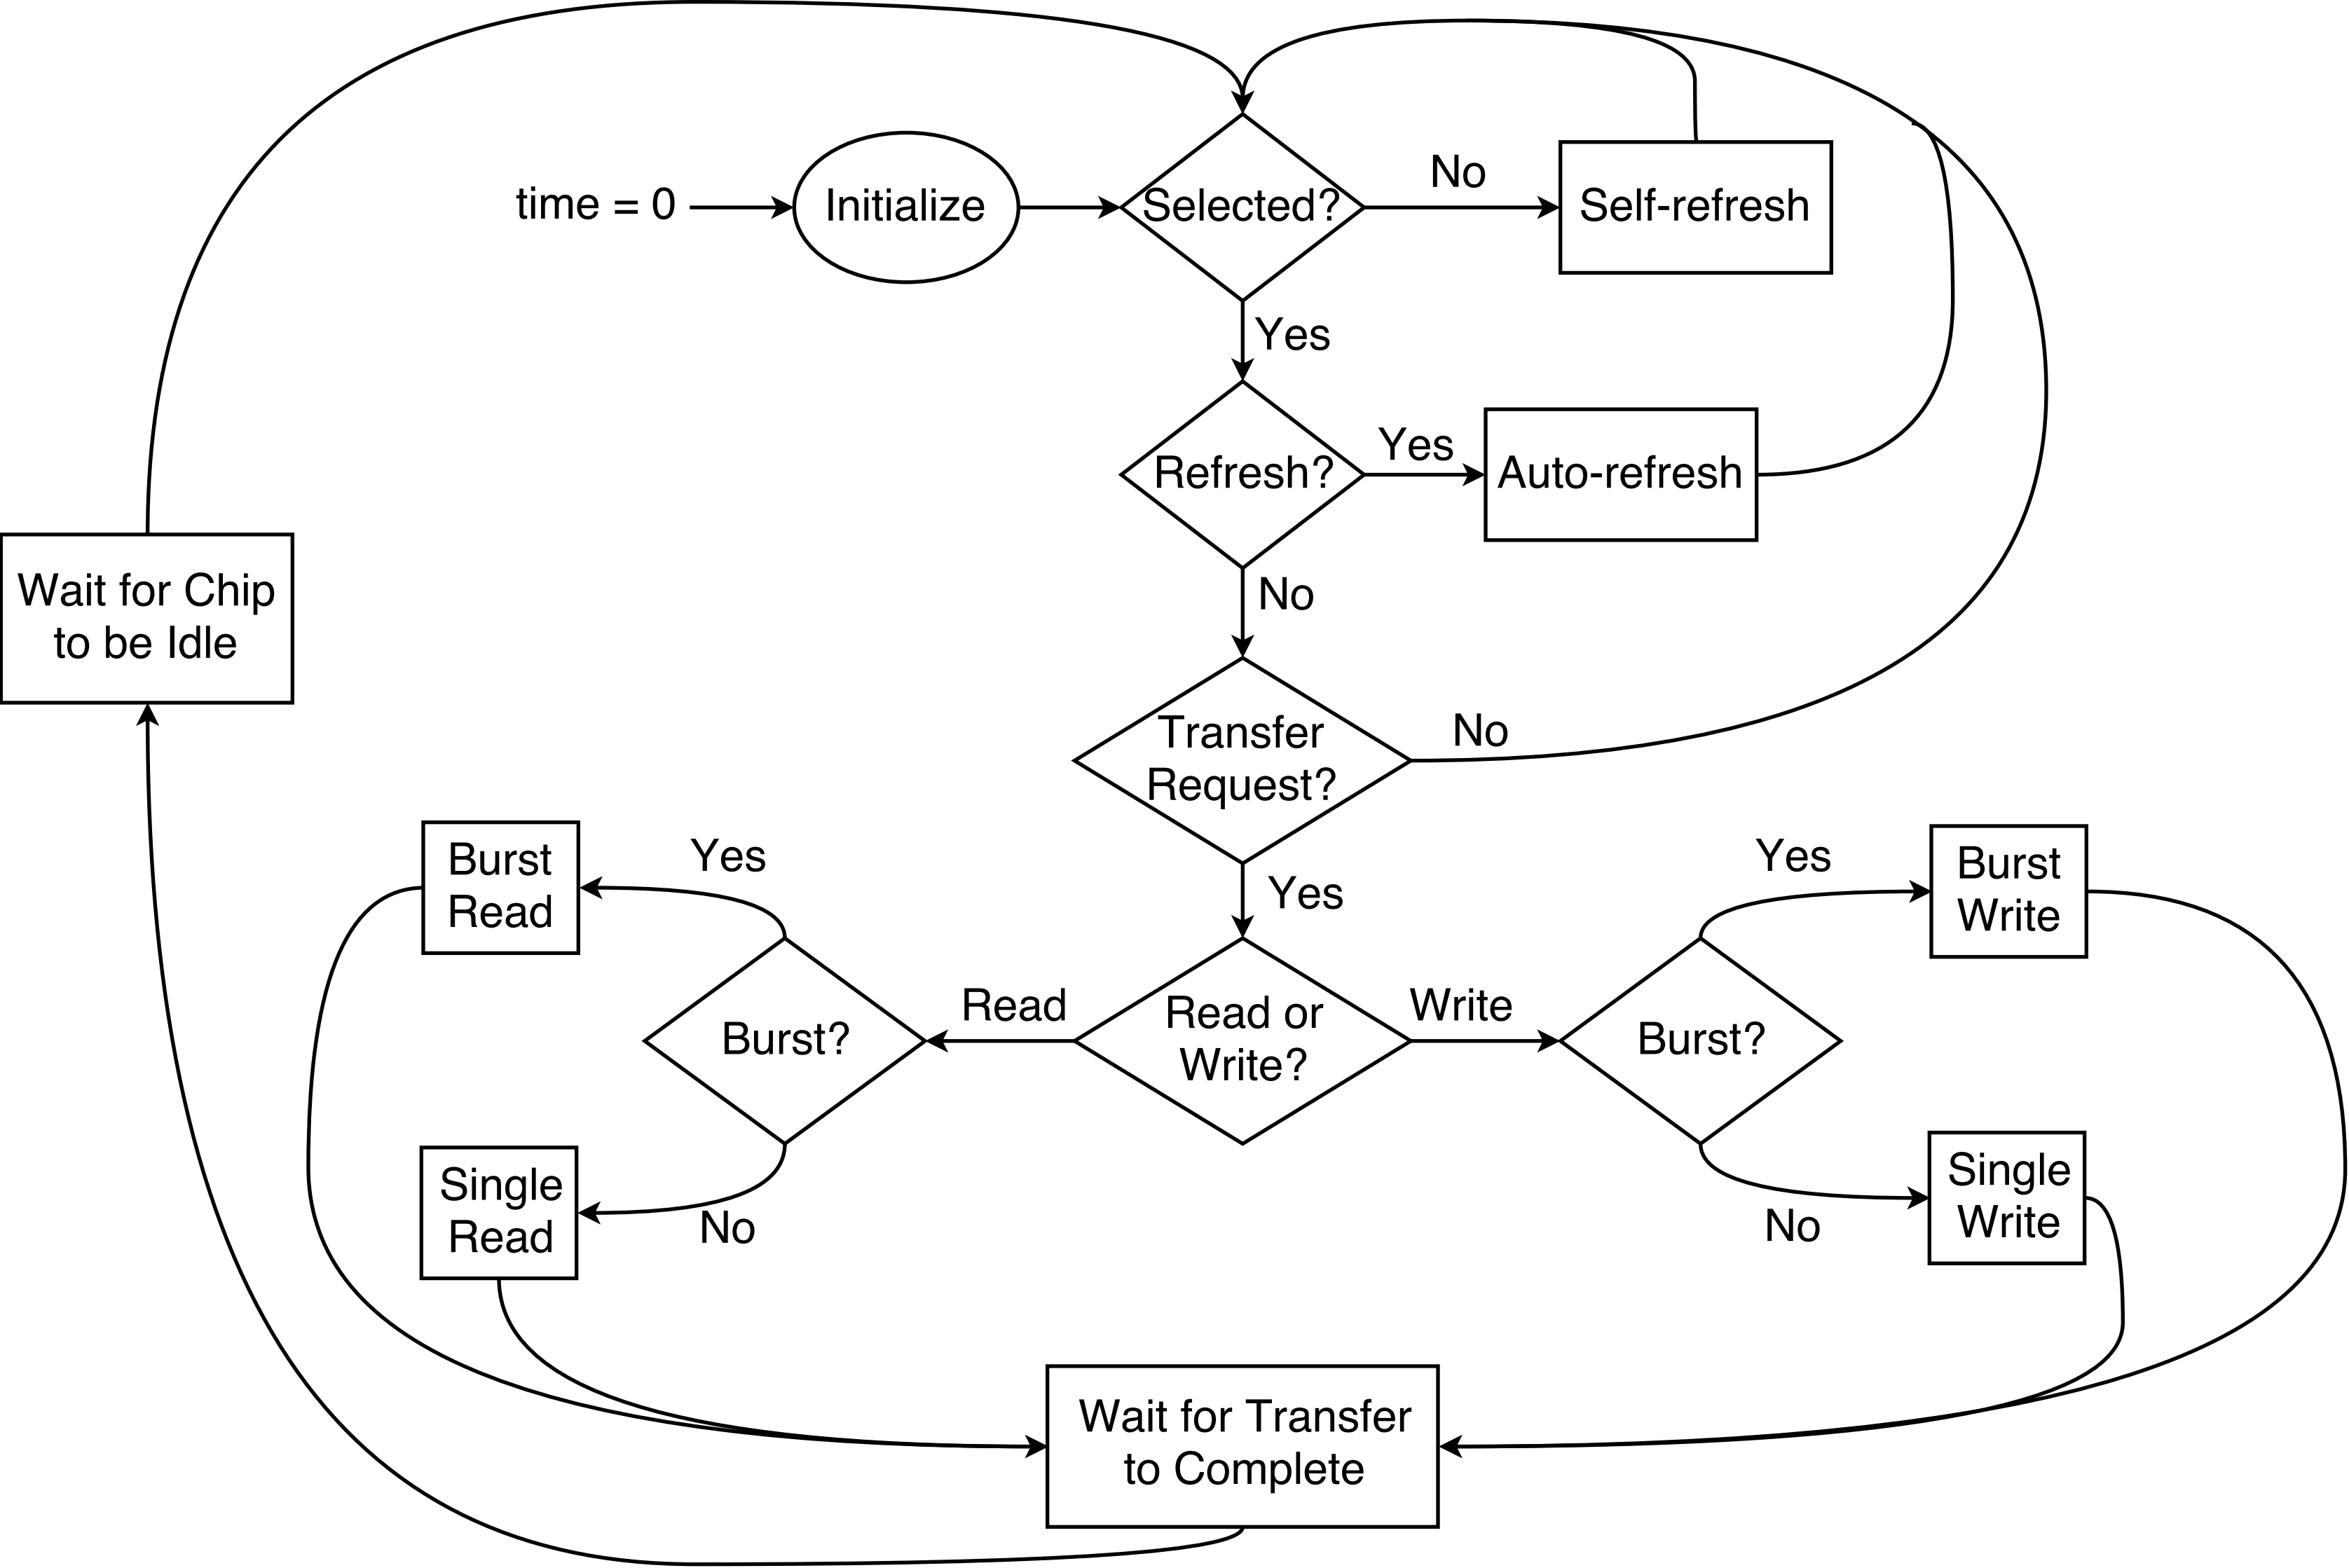 time = 0
Initialize
Selected?
No
Self-refresh
Yes
Refresh?
Yes
Auto-refresh
No
Wait for Chip
to be Idle
Transfer
Request?
No
Yes
Burst
Read
Yes
Yes
Burst
Write
Burst?
Read
Read or
Write?
Write
Burst?
Single
Read
No
No
Single
Write
Wait for Transfer
to Complete